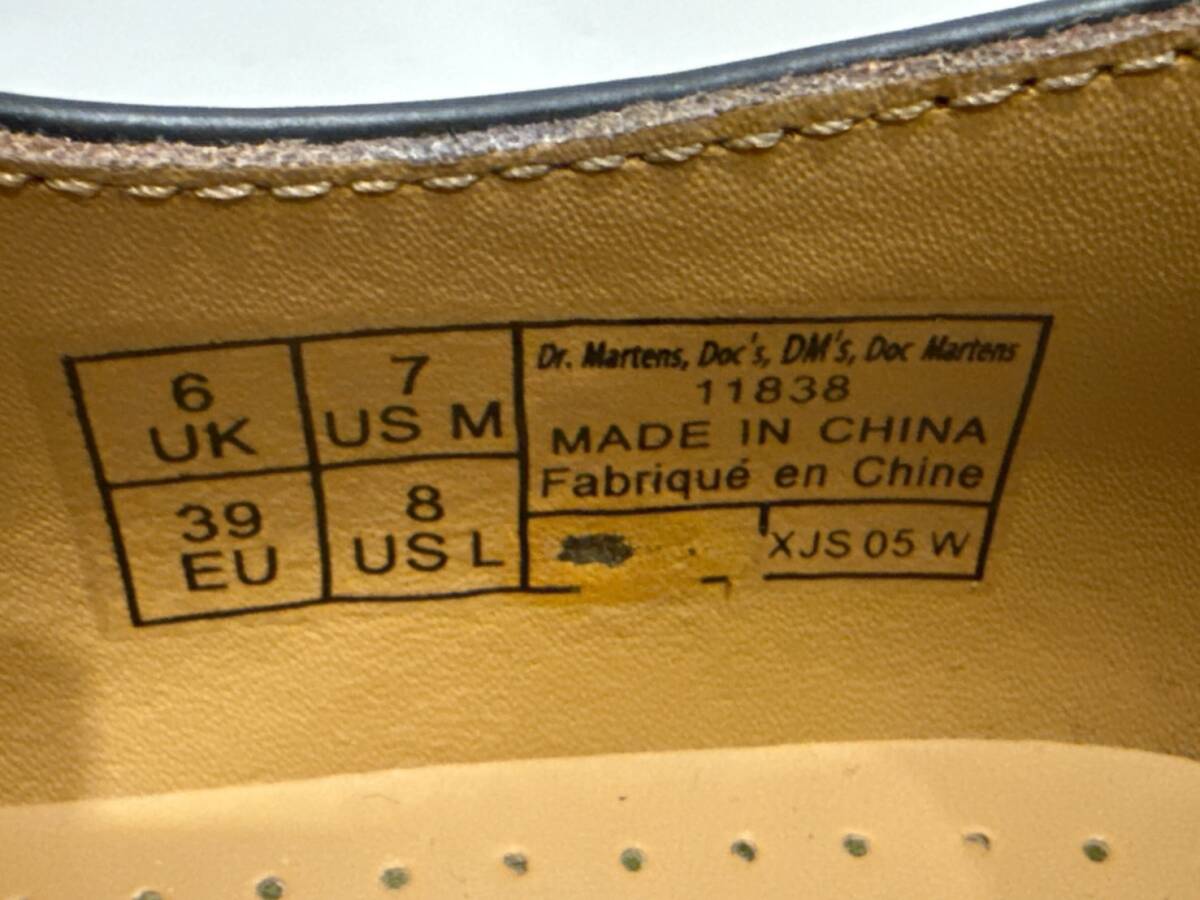 6
UK
7
US M
39
EU
8
US L
Dr. Martens, Doc's, DM's, Doc Martens
11838
MADE IN CHINA
Fabriqué en Chine
XJS 05 W